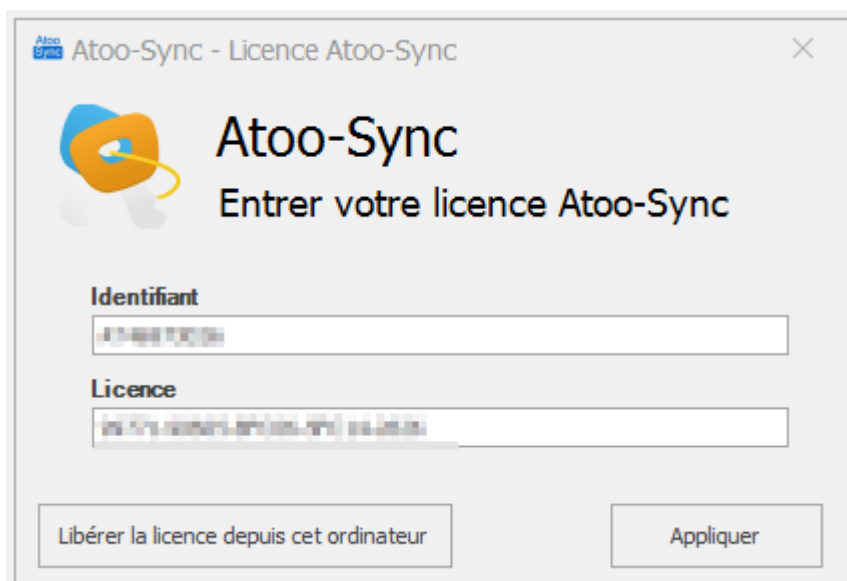 Atoo-Sync - Licence Atoo-Sync
Atoo-Sync
Entrer votre licence Atoo-Sync
Identifiant
Licence
Libérer la licence depuis cet ordinateur
Appliquer